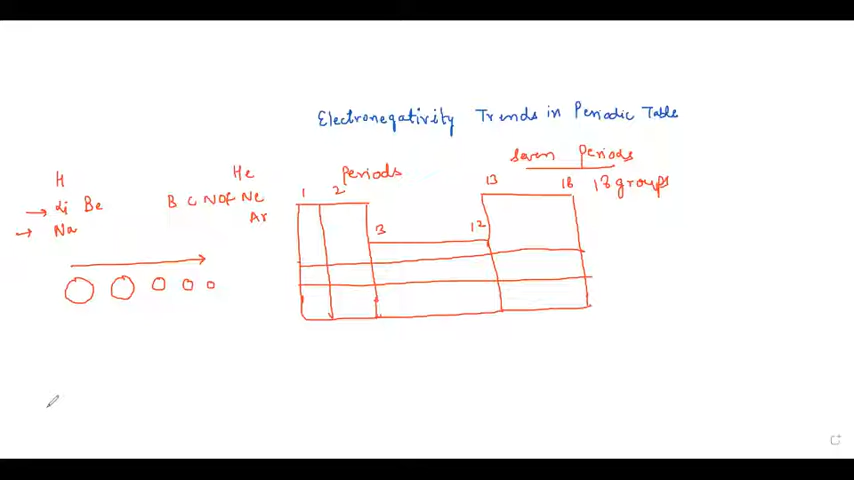 Electronegativity Trends in Periodic Table
Seven Periods
18 groups
Periods
1 2 13 18
3 12
H He
Li Be B C N O F Ne
Na Ar